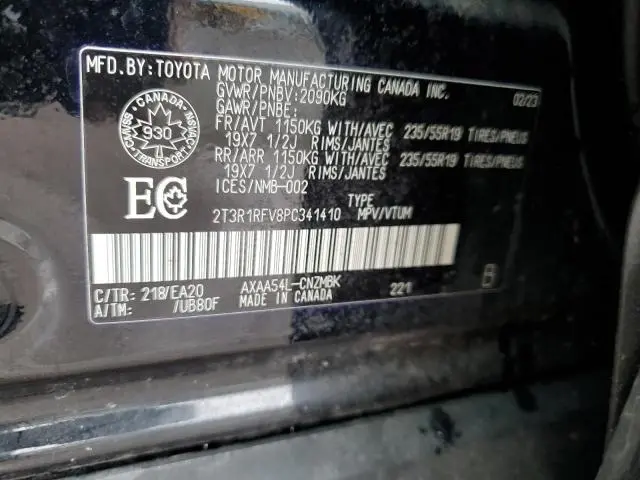 MFD.BY:TOYOTA MOTOR MANUFACTURING CANADA INC.
GVWR/PNBV:2090KG 02/23
GAWR/PNBE:
FR/AVT 1150KG WITH/AVEC 235/55R19 TIRES/PNEUS
19X7 1/2J RIMS/JANTES
RR/ARR 1150KG WITH/AVEC 235/55R19 TIRES/PNEUS
19X7 1/2J RIMS/JANTES
ICES/NMB-002
CANADA
930
TRANSPORT
EC
TYPE
2T3R1RFV8PC341410 MPV/VTUM
C/TR: 218/EA20 AXAA54L-CNZMBK 221 B
A/TM: /UB80F MADE IN CANADA